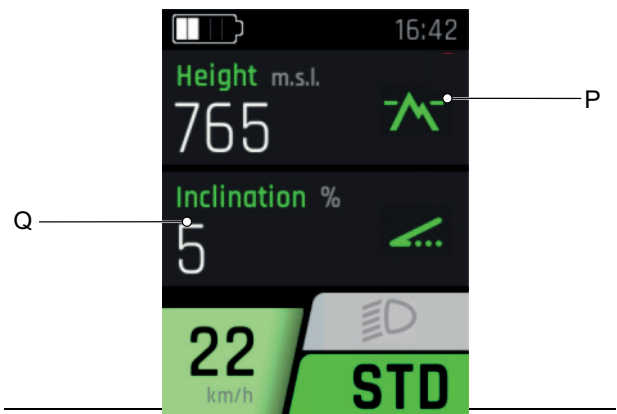 16:42
Height m.s.l.
765
P
Inclination %
Q
5
22
km/h
STD